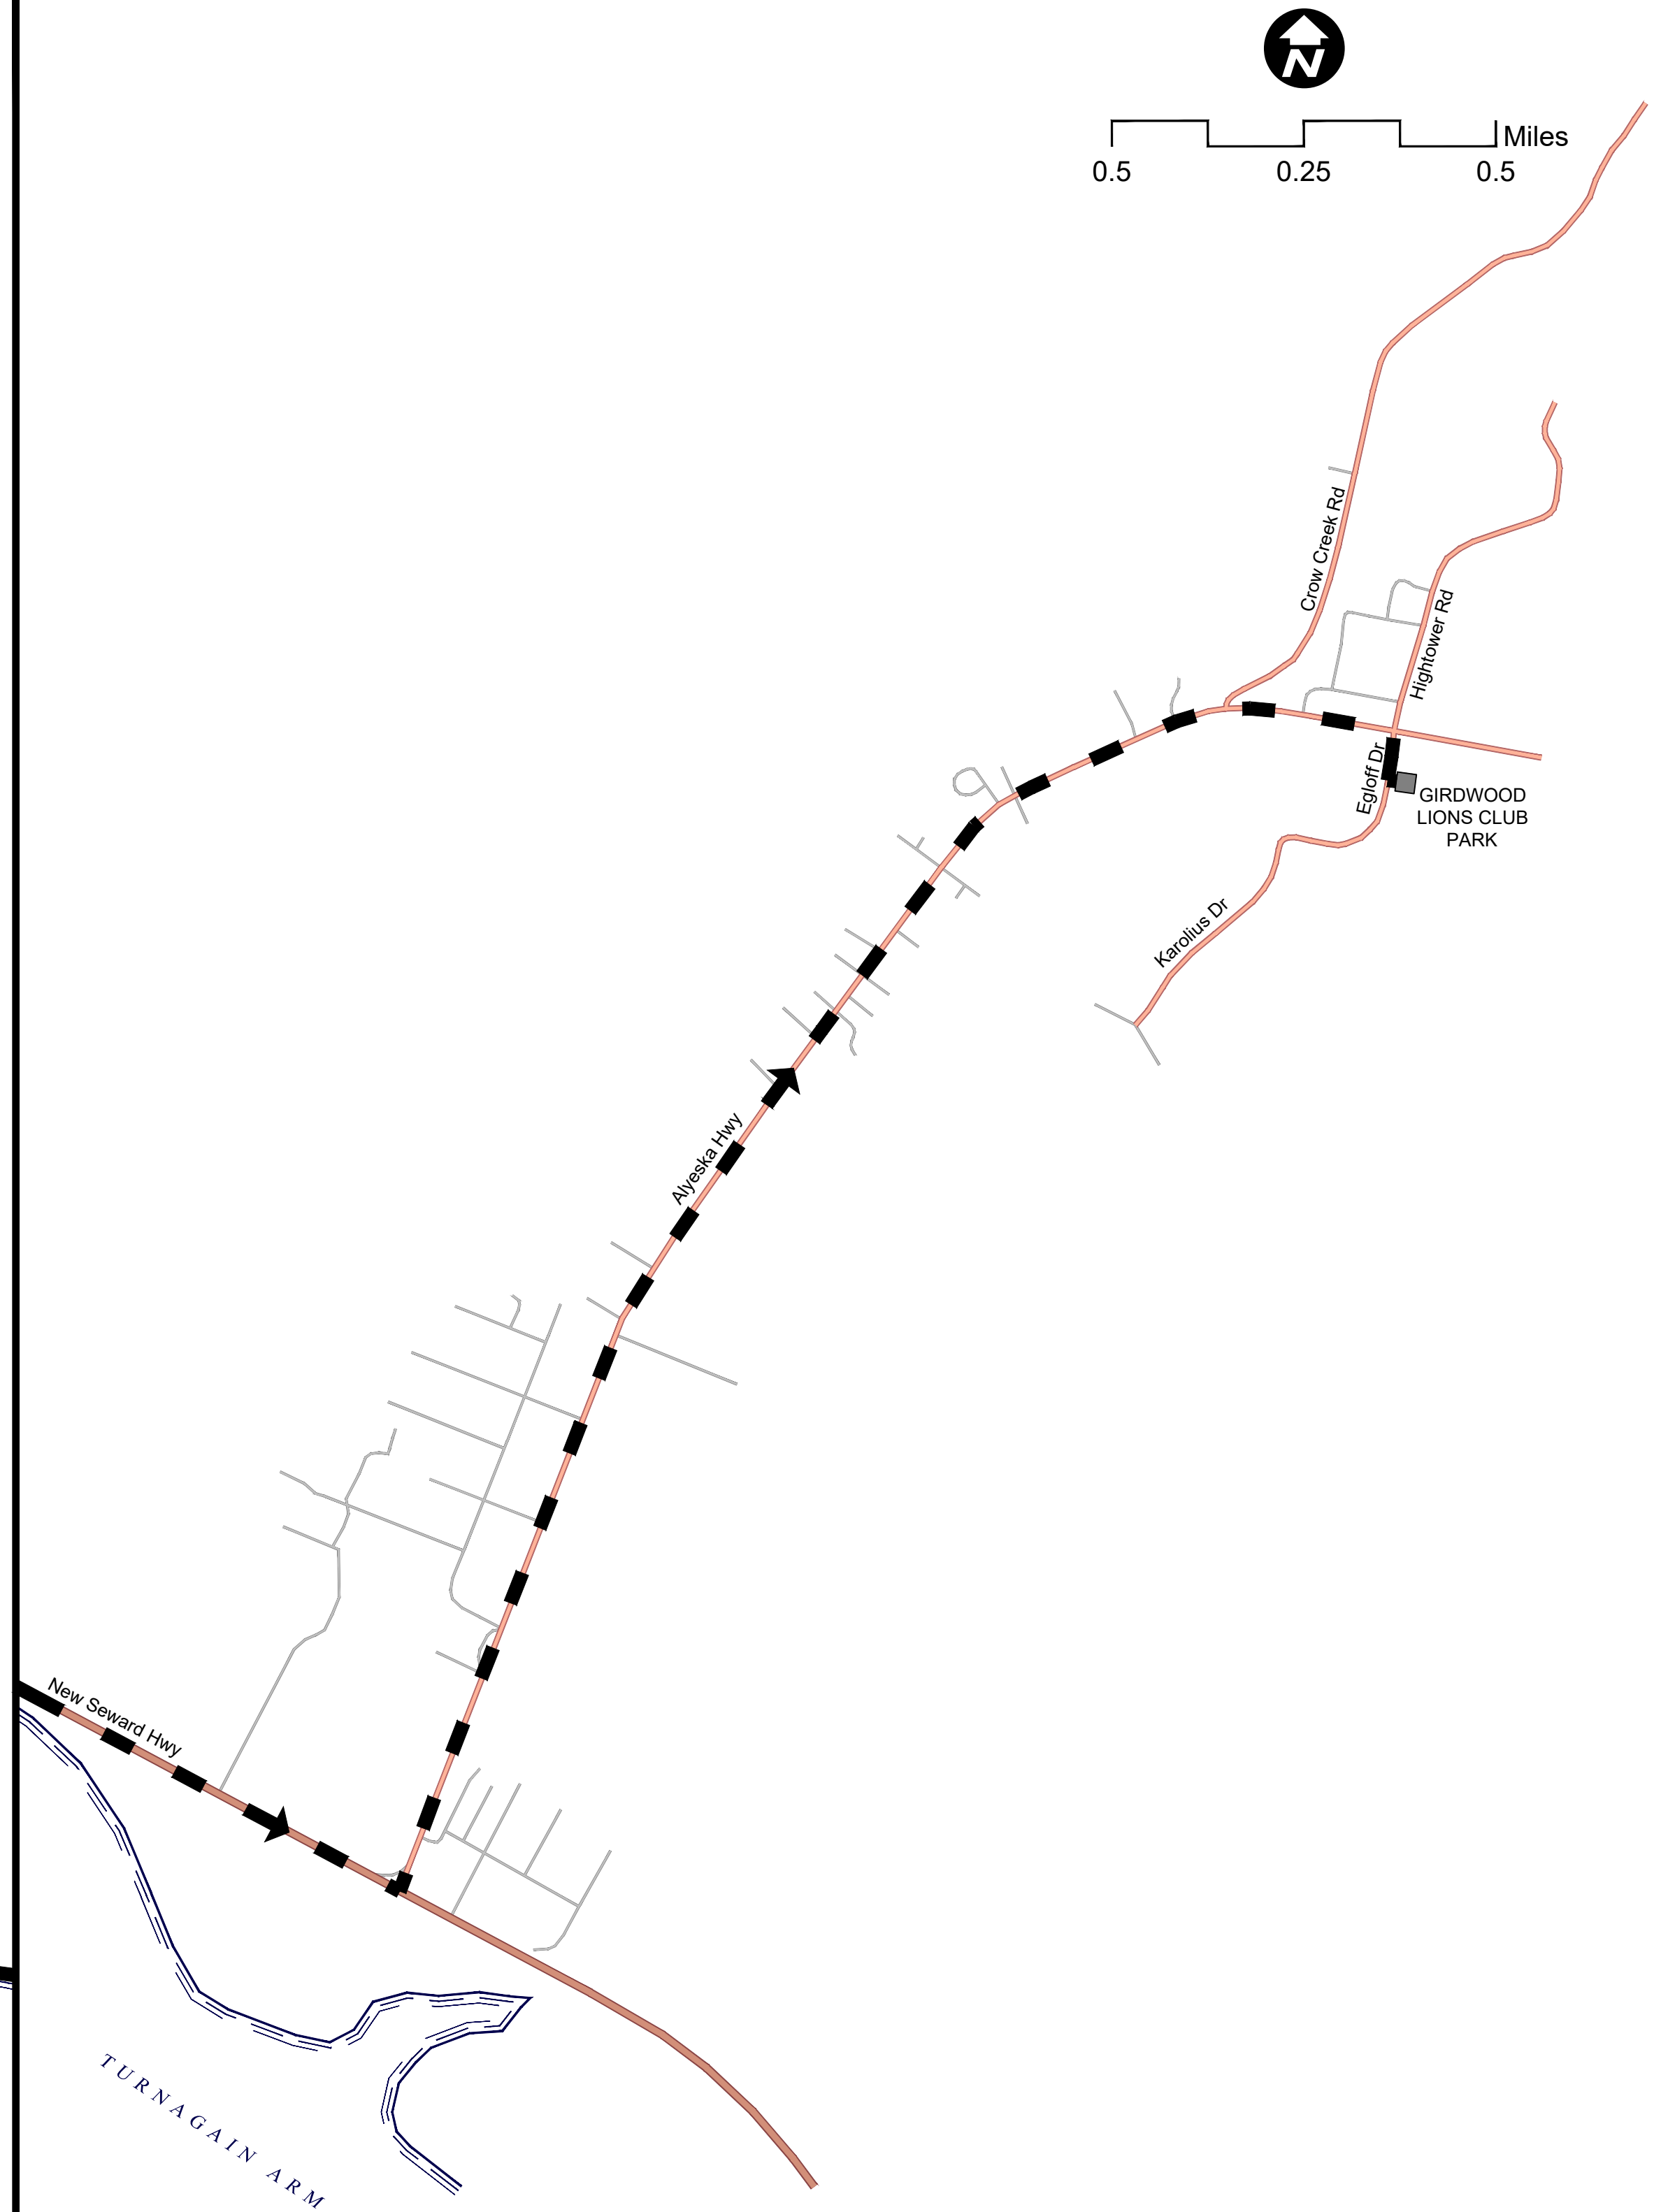 N
Miles
0.5 0.25 0.5
Crow Creek Rd
Hightower Rd
Egloff Dr
GIRDWOOD
LIONS CLUB
PARK
Karolius Dr
Alyeska Hwy
New Seward Hwy
TURNAGAIN ARM